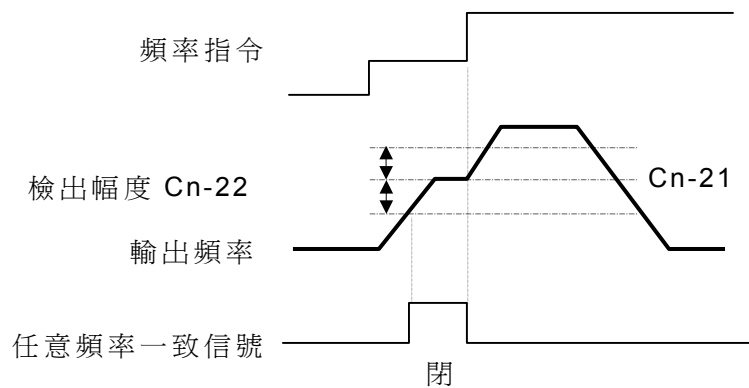 頻率指令
檢出幅度 Cn-22
Cn-21
輸出頻率
任意頻率一致信號
閉